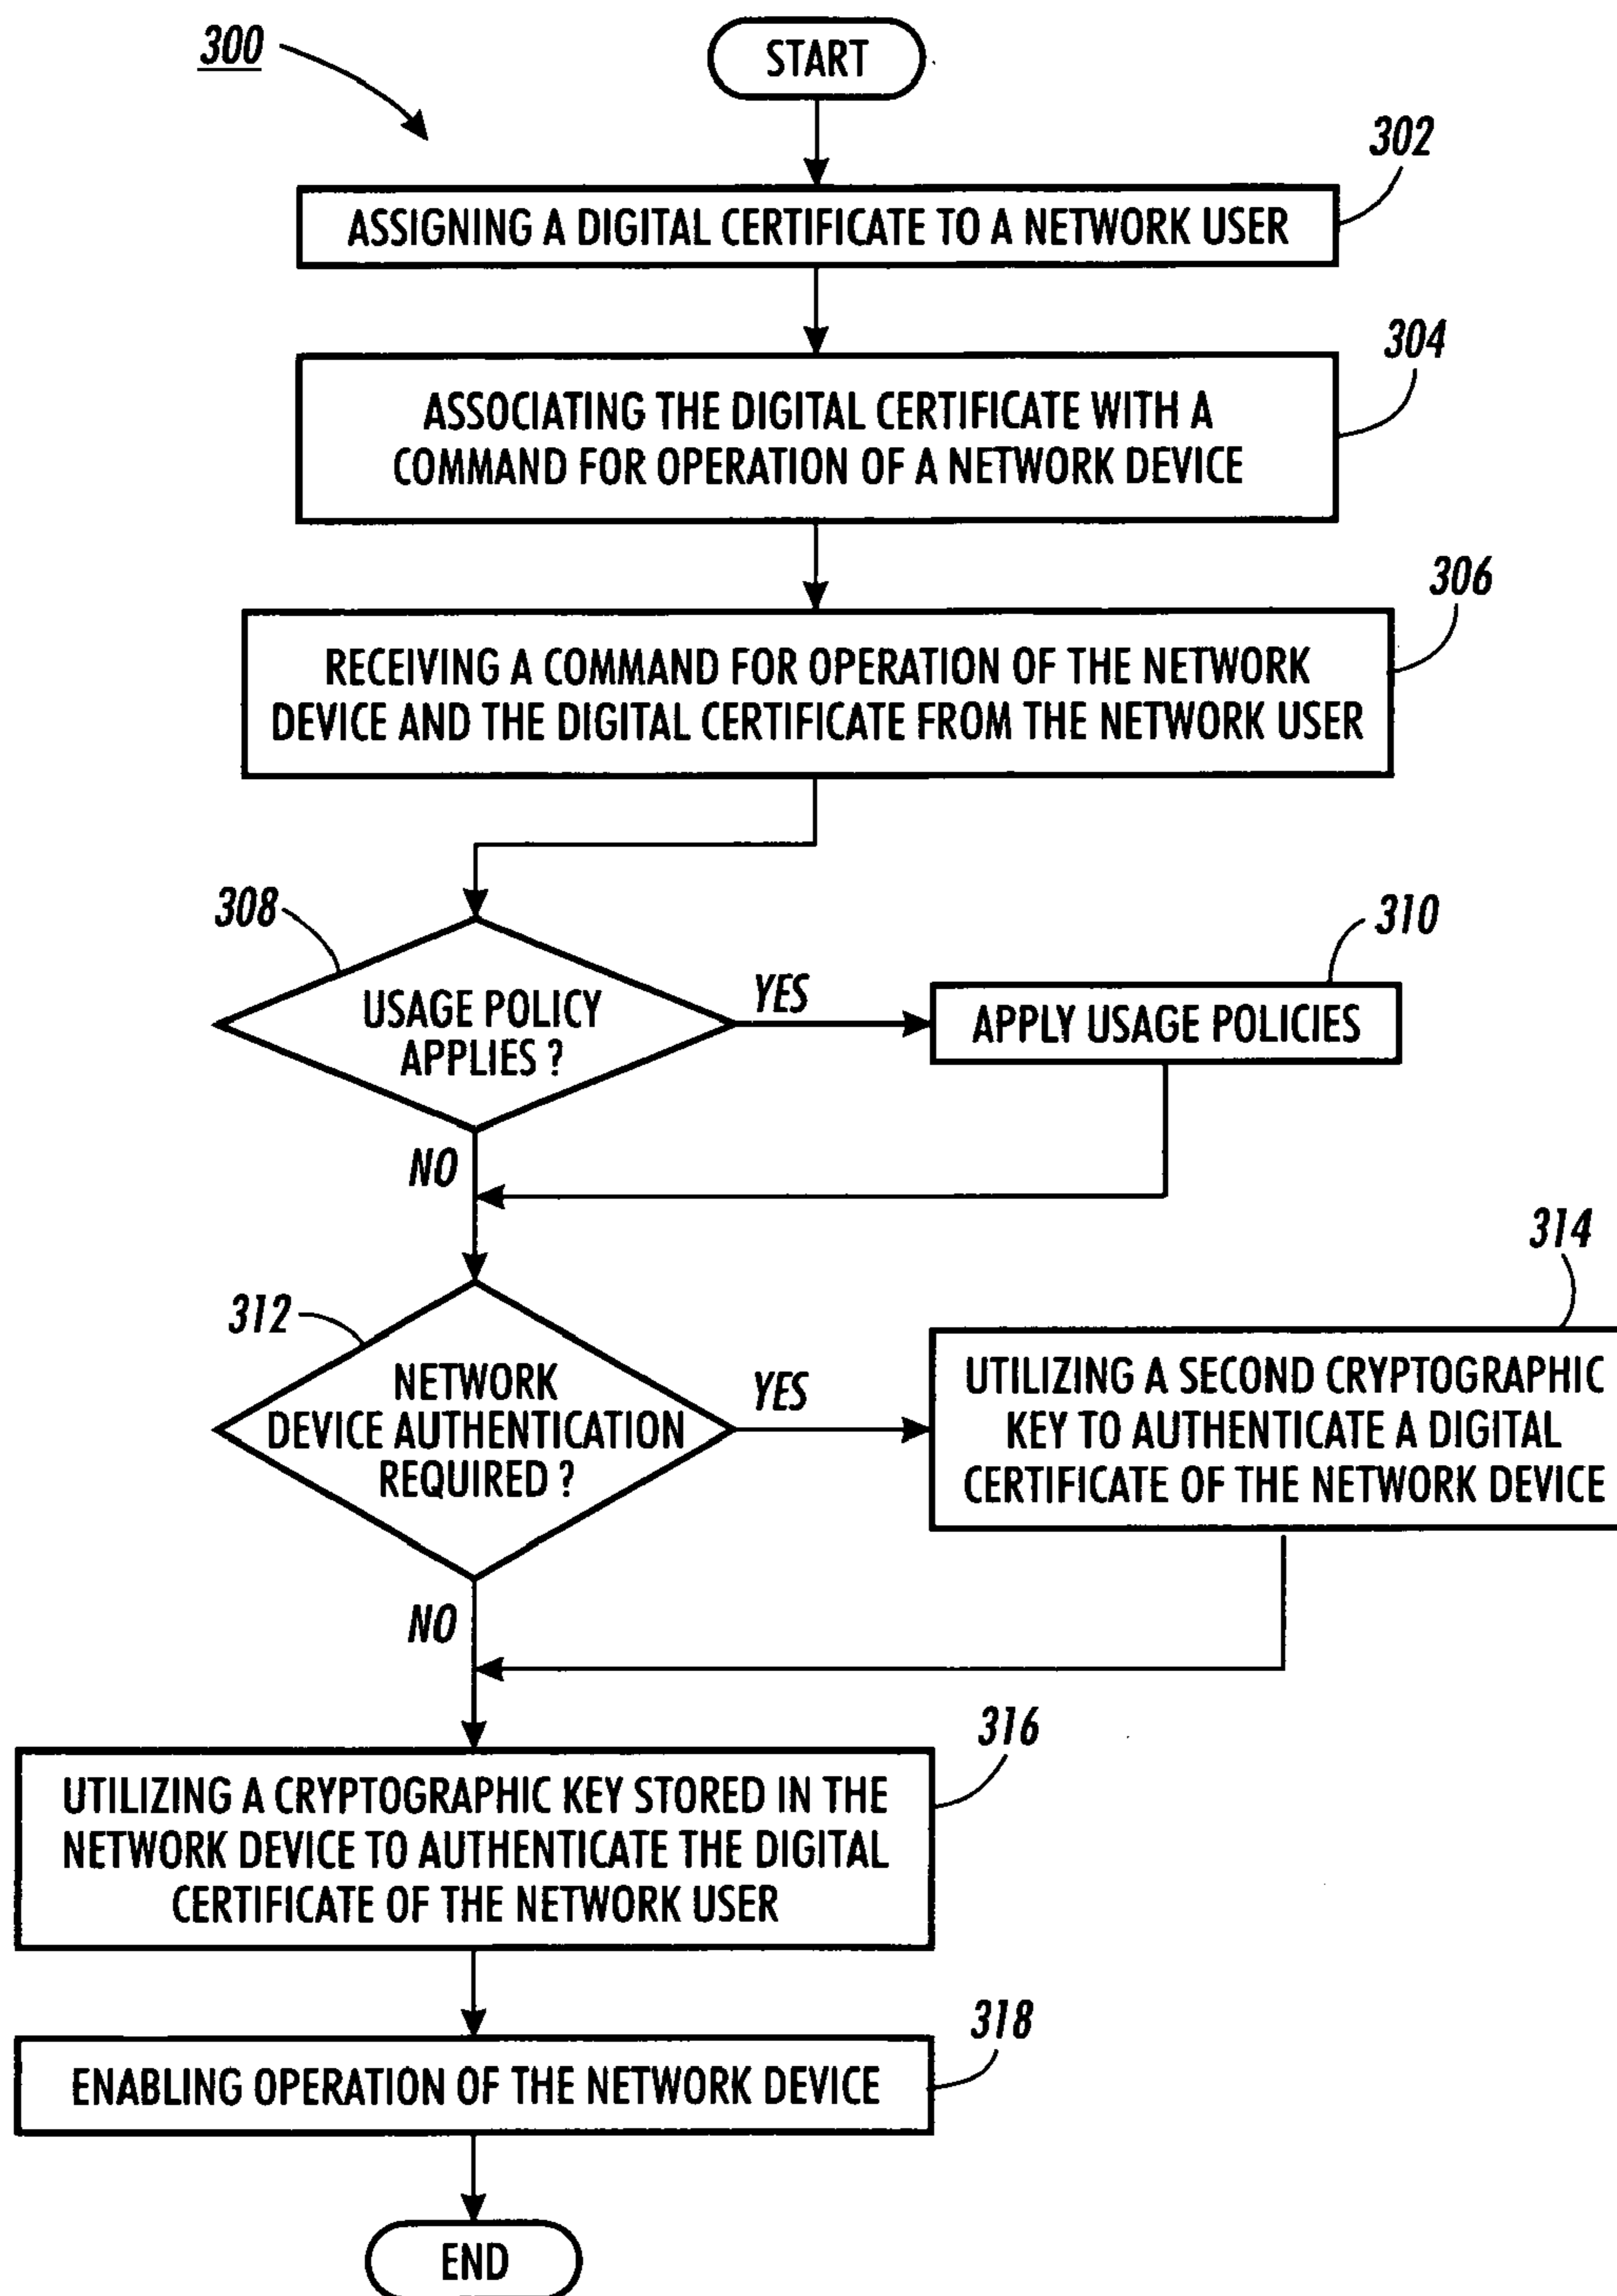 300
START
302
ASSIGNING A DIGITAL CERTIFICATE TO A NETWORK USER
304
ASSOCIATING THE DIGITAL CERTIFICATE WITH A
COMMAND FOR OPERATION OF A NETWORK DEVICE
306
RECEIVING A COMMAND FOR OPERATION OF THE NETWORK
DEVICE AND THE DIGITAL CERTIFICATE FROM THE NETWORK USER
308
USAGE POLICY
APPLIES ?
YES
310
APPLY USAGE POLICIES
NO
312
NETWORK
DEVICE AUTHENTICATION
REQUIRED ?
YES
314
UTILIZING A SECOND CRYPTOGRAPHIC
KEY TO AUTHENTICATE A DIGITAL
CERTIFICATE OF THE NETWORK DEVICE
NO
316
UTILIZING A CRYPTOGRAPHIC KEY STORED IN THE
NETWORK DEVICE TO AUTHENTICATE THE DIGITAL
CERTIFICATE OF THE NETWORK USER
318
ENABLING OPERATION OF THE NETWORK DEVICE
END